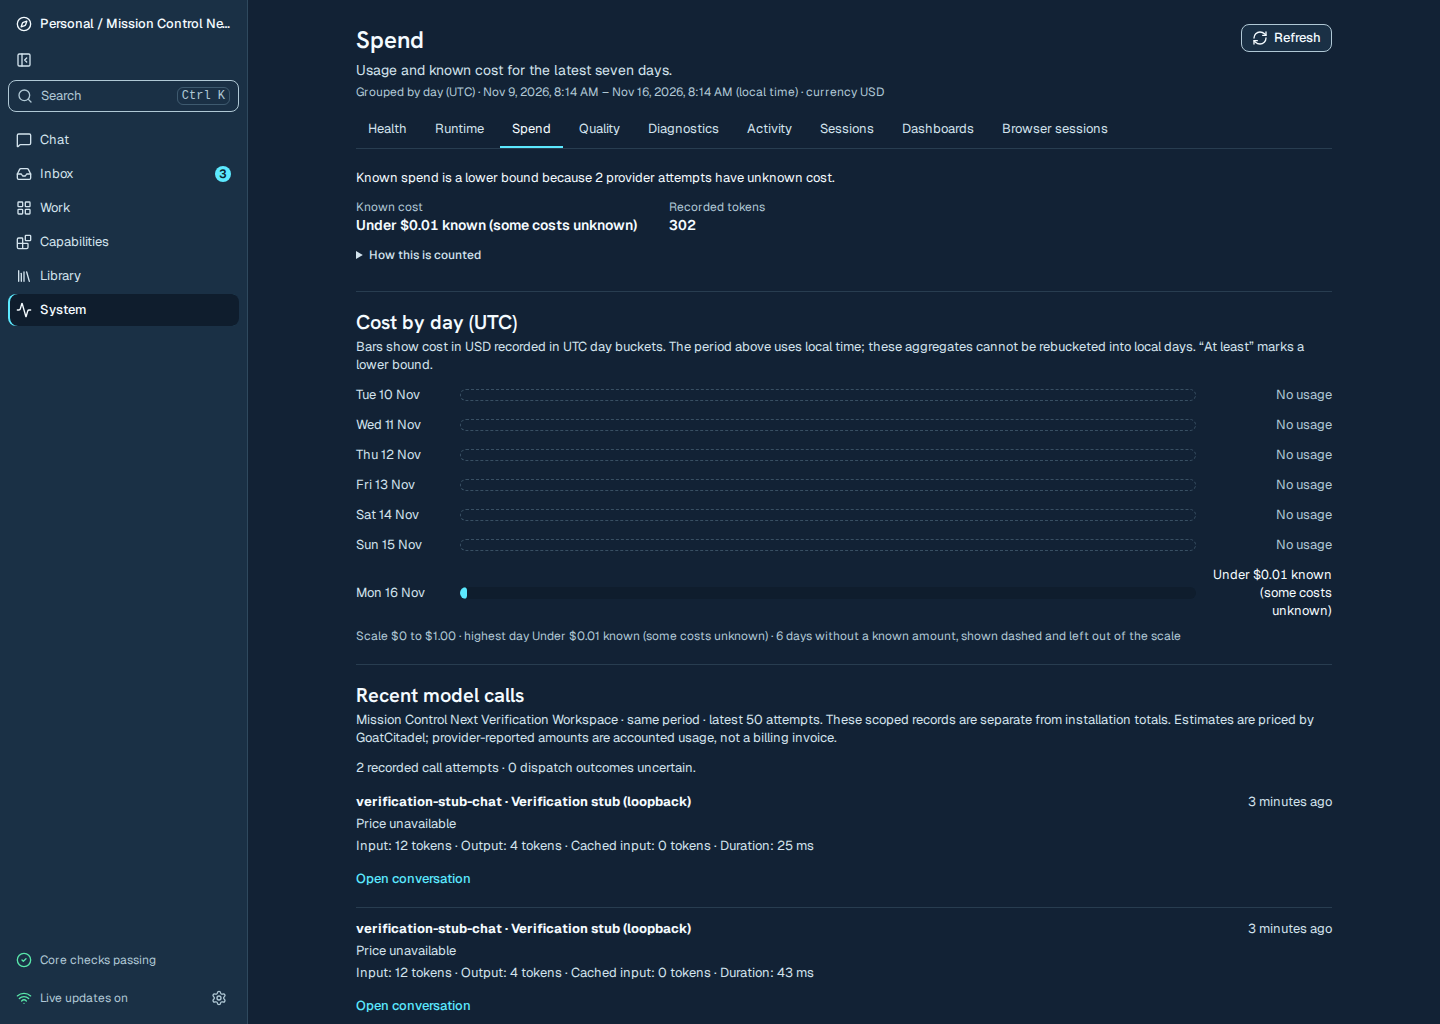 Personal / Mission Control Ne...
Search
Ctrl K
Chat
Inbox
3
Work
Capabilities
Library
System
Core checks passing
Live updates on
Spend
Refresh
Usage and known cost for the latest seven days.
Grouped by day (UTC) · Nov 9, 2026, 8:14 AM – Nov 16, 2026, 8:14 AM (local time) · currency USD
Health
Runtime
Spend
Quality
Diagnostics
Activity
Sessions
Dashboards
Browser sessions
Known spend is a lower bound because 2 provider attempts have unknown cost.
Known cost
Under $0.01 known (some costs unknown)
Recorded tokens
302
How this is counted
Cost by day (UTC)
Bars show cost in USD recorded in UTC day buckets. The period above uses local time; these aggregates cannot be rebucketed into local days. “At least” marks a
lower bound.
Tue 10 Nov
No usage
Wed 11 Nov
No usage
Thu 12 Nov
No usage
Fri 13 Nov
No usage
Sat 14 Nov
No usage
Sun 15 Nov
No usage
Mon 16 Nov
Under $0.01 known
(some costs
unknown)
Scale $0 to $1.00 · highest day Under $0.01 known (some costs unknown) · 6 days without a known amount, shown dashed and left out of the scale
Recent model calls
Mission Control Next Verification Workspace · same period · latest 50 attempts. These scoped records are separate from installation totals. Estimates are priced by
GoatCitadel; provider-reported amounts are accounted usage, not a billing invoice.
2 recorded call attempts · 0 dispatch outcomes uncertain.
verification-stub-chat · Verification stub (loopback)
3 minutes ago
Price unavailable
Input: 12 tokens · Output: 4 tokens · Cached input: 0 tokens · Duration: 25 ms
Open conversation
verification-stub-chat · Verification stub (loopback)
3 minutes ago
Price unavailable
Input: 12 tokens · Output: 4 tokens · Cached input: 0 tokens · Duration: 43 ms
Open conversation